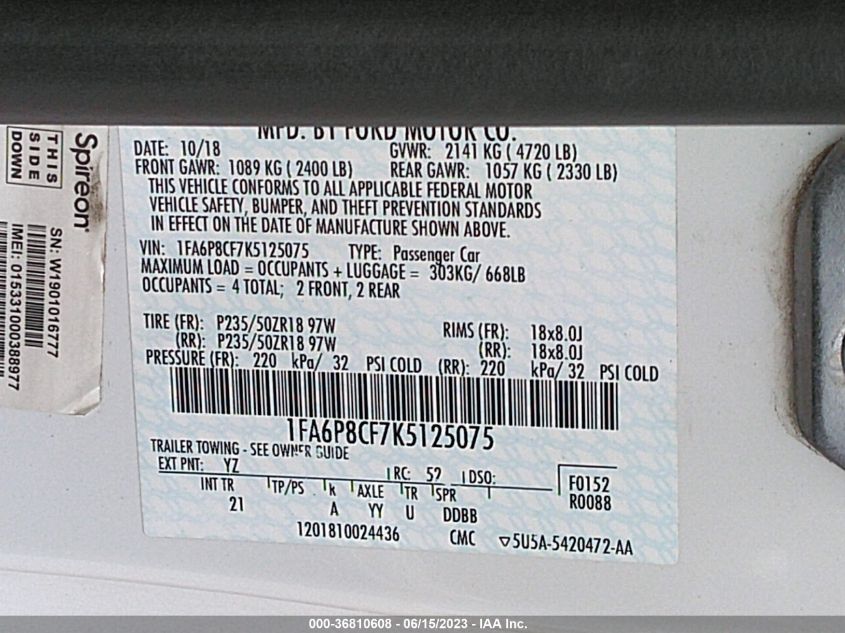 MFD. BY FORD MOTOR CO.
DATE: 10/18 GVWR: 2141 KG ( 4720 LB)
FRONT GAWR: 1089 KG ( 2400 LB) REAR GAWR: 1057 KG ( 2330 LB)
THIS VEHICLE CONFORMS TO ALL APPLICABLE FEDERAL MOTOR
VEHICLE SAFETY, BUMPER, AND THEFT PREVENTION STANDARDS
IN EFFECT ON THE DATE OF MANUFACTURE SHOWN ABOVE.
VIN: 1FA6P8CF7K5125075 TYPE: Passenger Car
MAXIMUM LOAD = OCCUPANTS + LUGGAGE = 303KG/ 668LB
OCCUPANTS = 4 TOTAL; 2 FRONT, 2 REAR
TIRE (FR): P235/50ZR18 97W RIMS (FR): 18x8.0J
(RR): P235/50ZR18 97W (RR): 18x8.0J
PRESSURE (FR): 220 kPa/ 32 PSI COLD (RR): 220 kPa/ 32 PSI COLD
1FA6P8CF7K5125075
TRAILER TOWING - SEE OWNER GUIDE
EXT PNT: YZ RC: 52 DSO: F0152
R0088
INT TR TP/PS k AXLE TR SPR
21 A YY U DDBB
1201810024436 CMC ▽5U5A-5420472-AA
Spireon
THIS
SIDE
DOWN
SN: W1901016777
IMEI: 015331000388977
000-36810608 - 06/15/2023 - IAA Inc.